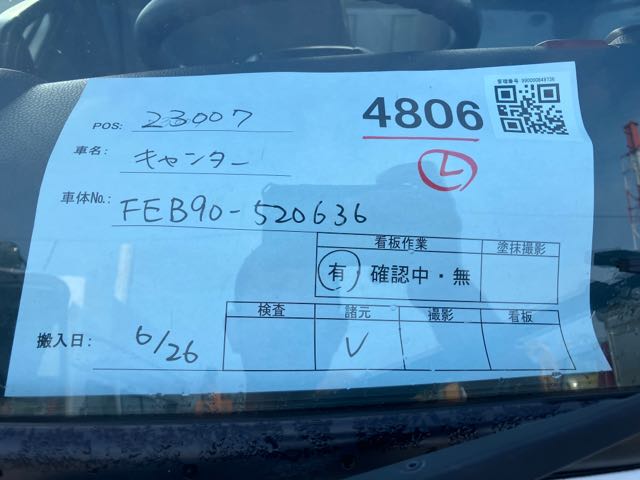 管理番号 990000849736
POS: 23007
4806
L
車名: キャンター
車体No.: FEB90-520636
看板作業 塗抹撮影
有・確認中・無
検査 諸元 撮影 看板
搬入日: 6/26 V